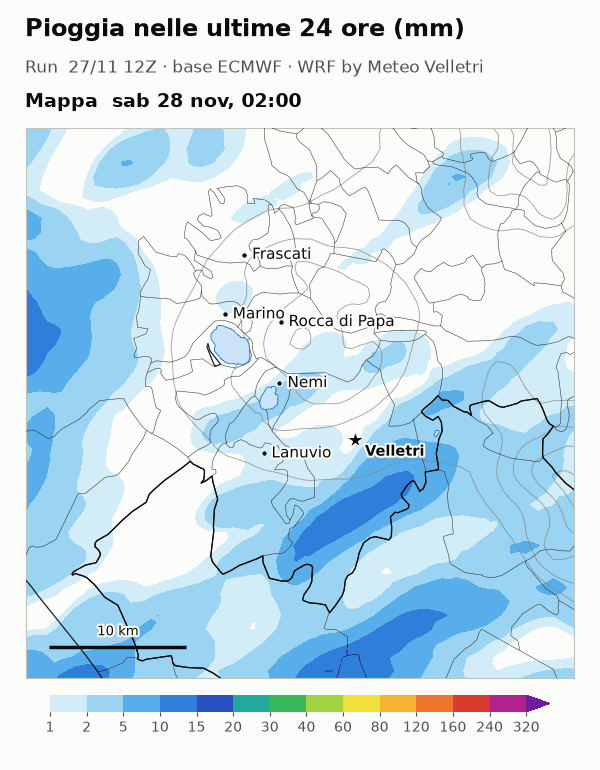 Pioggia nelle ultime 24 ore (mm)
Run 27/11 12Z · base ECMWF · WRF by Meteo Velletri
Mappa sab 28 nov, 02:00
Frascati
Marino
Rocca di Papa
Nemi
Velletri
Lanuvio
10 km
1 2 5 10 15 20 30 40 60 80 120 160 240 320